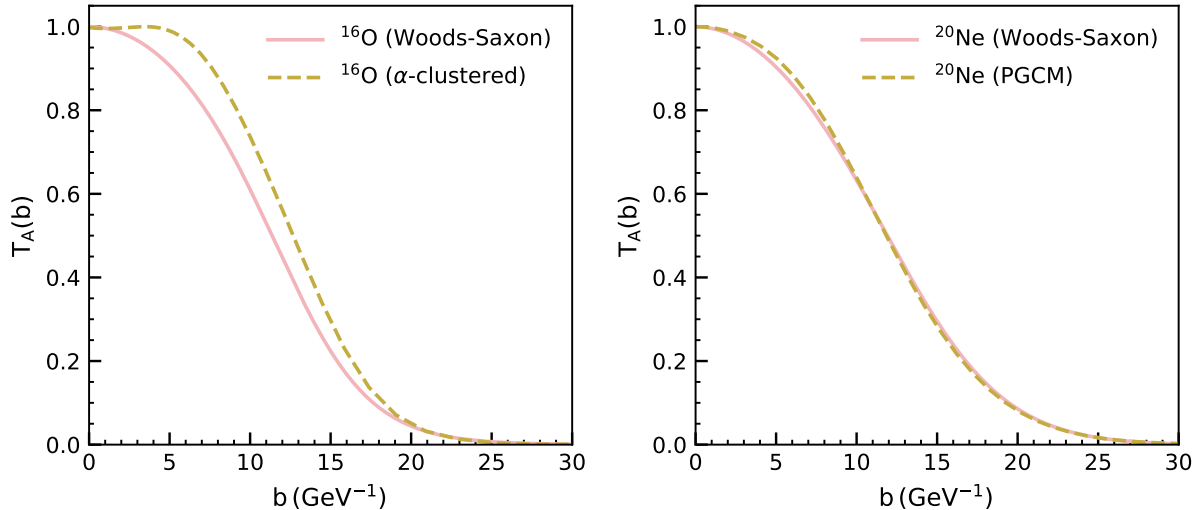 1.0
0.8
0.6
0.4
0.2
0.0
T_A(b)
¹⁶O (Woods-Saxon)
¹⁶O (α-clustered)
0 5 10 15 20 25 30
b (GeV⁻¹)
1.0
0.8
0.6
0.4
0.2
0.0
T_A(b)
²⁰Ne (Woods-Saxon)
²⁰Ne (PGCM)
0 5 10 15 20 25 30
b (GeV⁻¹)